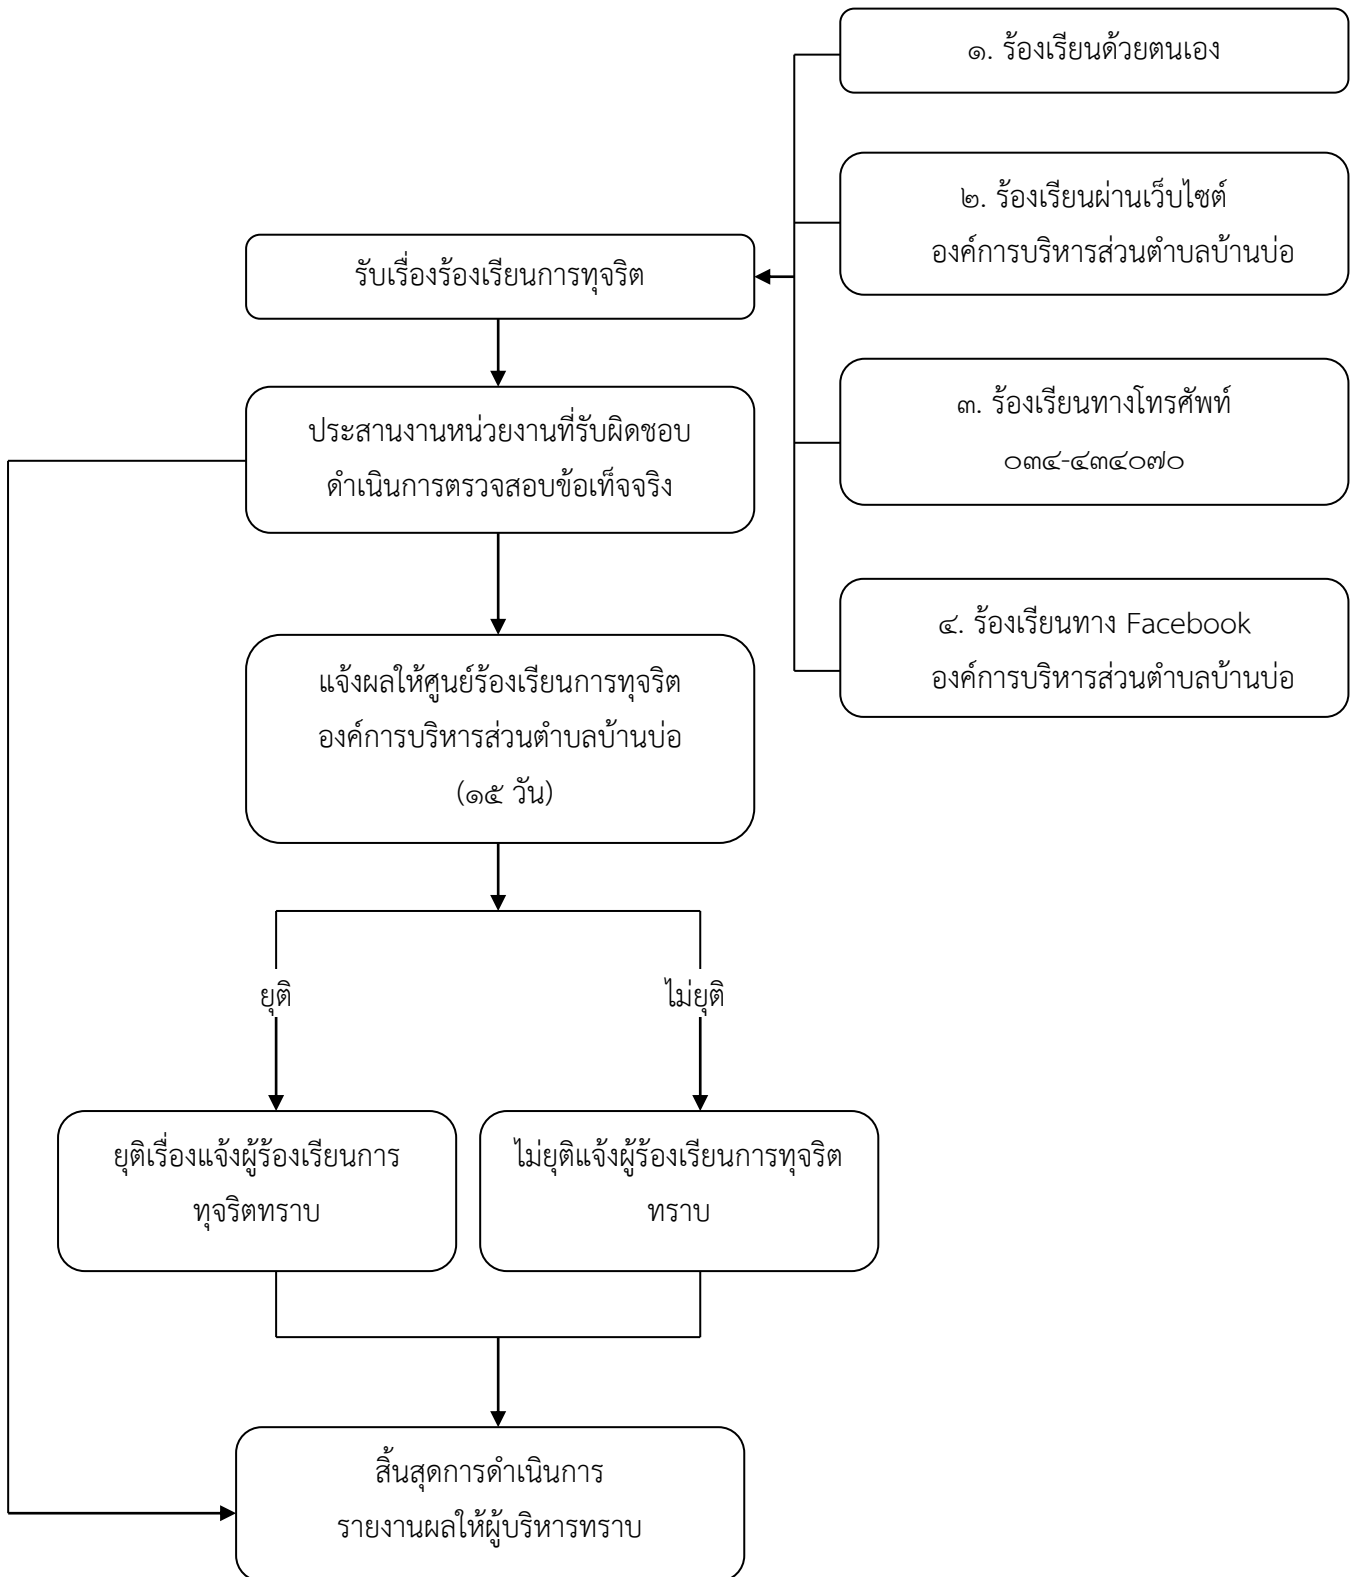 ๑. ร้องเรียนด้วยตนเอง
๒. ร้องเรียนผ่านเว็บไซต์
องค์การบริหารส่วนตำบลบ้านบ่อ
รับเรื่องร้องเรียนการทุจริต
๓. ร้องเรียนทางโทรศัพท์
๐๓๔-๔๓๔๐๗๐
ประสานงานหน่วยงานที่รับผิดชอบ
ดำเนินการตรวจสอบข้อเท็จจริง
๔. ร้องเรียนทาง Facebook
องค์การบริหารส่วนตำบลบ้านบ่อ
แจ้งผลให้ศูนย์ร้องเรียนการทุจริต
องค์การบริหารส่วนตำบลบ้านบ่อ
(๑๕ วัน)
ยุติ
ไม่ยุติ
ยุติเรื่องแจ้งผู้ร้องเรียนการ
ทุจริตทราบ
ไม่ยุติแจ้งผู้ร้องเรียนการทุจริต
ทราบ
สิ้นสุดการดำเนินการ
รายงานผลให้ผู้บริหารทราบ